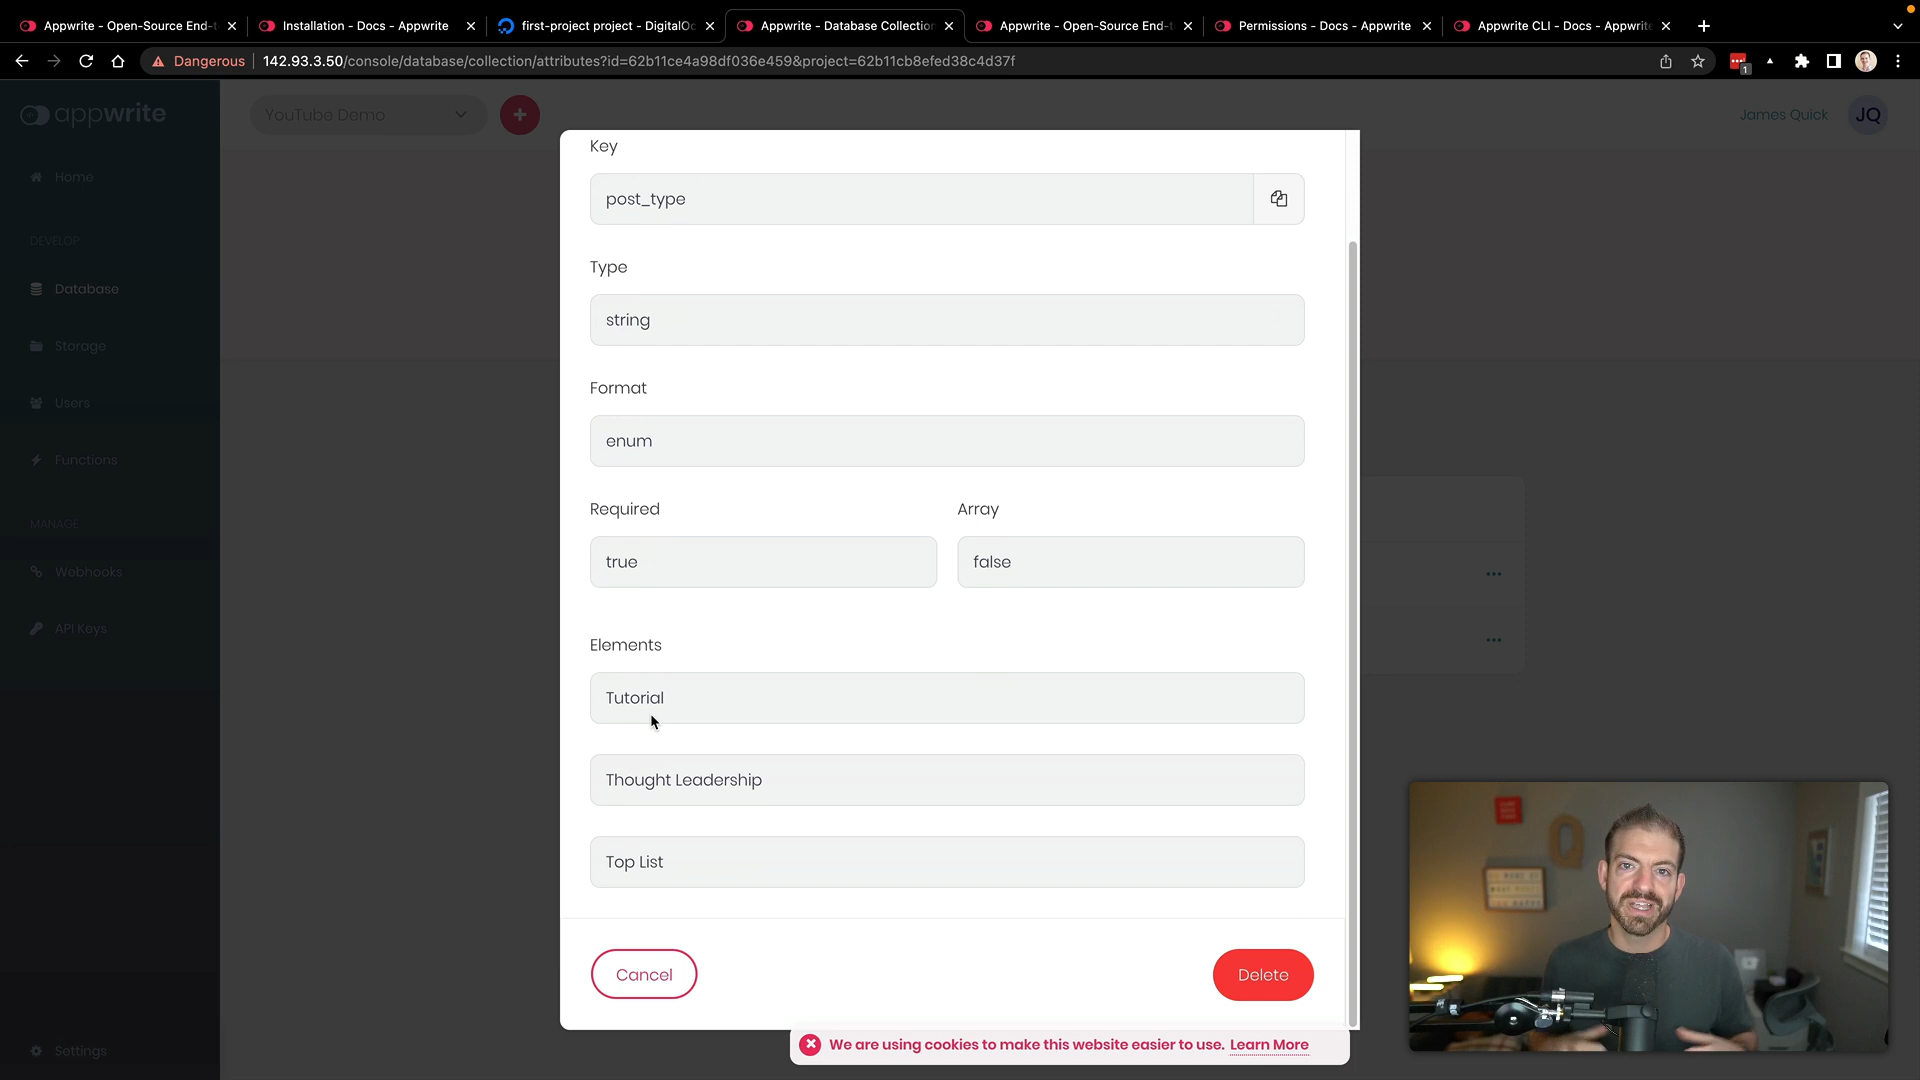 Appwrite - Open-Source End-t
Installation - Docs - Appwrite
first-project project - DigitalOc
Appwrite - Database Collection
Appwrite - Open-Source End-t
Permissions - Docs - Appwrite
Appwrite CLI - Docs - Appwrite
Dangerous
142.93.3.50/console/database/collection/attributes?id=62b11ce4a98df036e459&project=62b11cb8efed38c4d37f
1
appwrite
YouTube Demo
James Quick
JQ
Home
DEVELOP
Database
Storage
Users
Functions
MANAGE
Webhooks
API Keys
Settings
Key
post_type
Type
string
Format
enum
Required
Array
true
false
Elements
Tutorial
Thought Leadership
Top List
Cancel
Delete
We are using cookies to make this website easier to use. Learn More